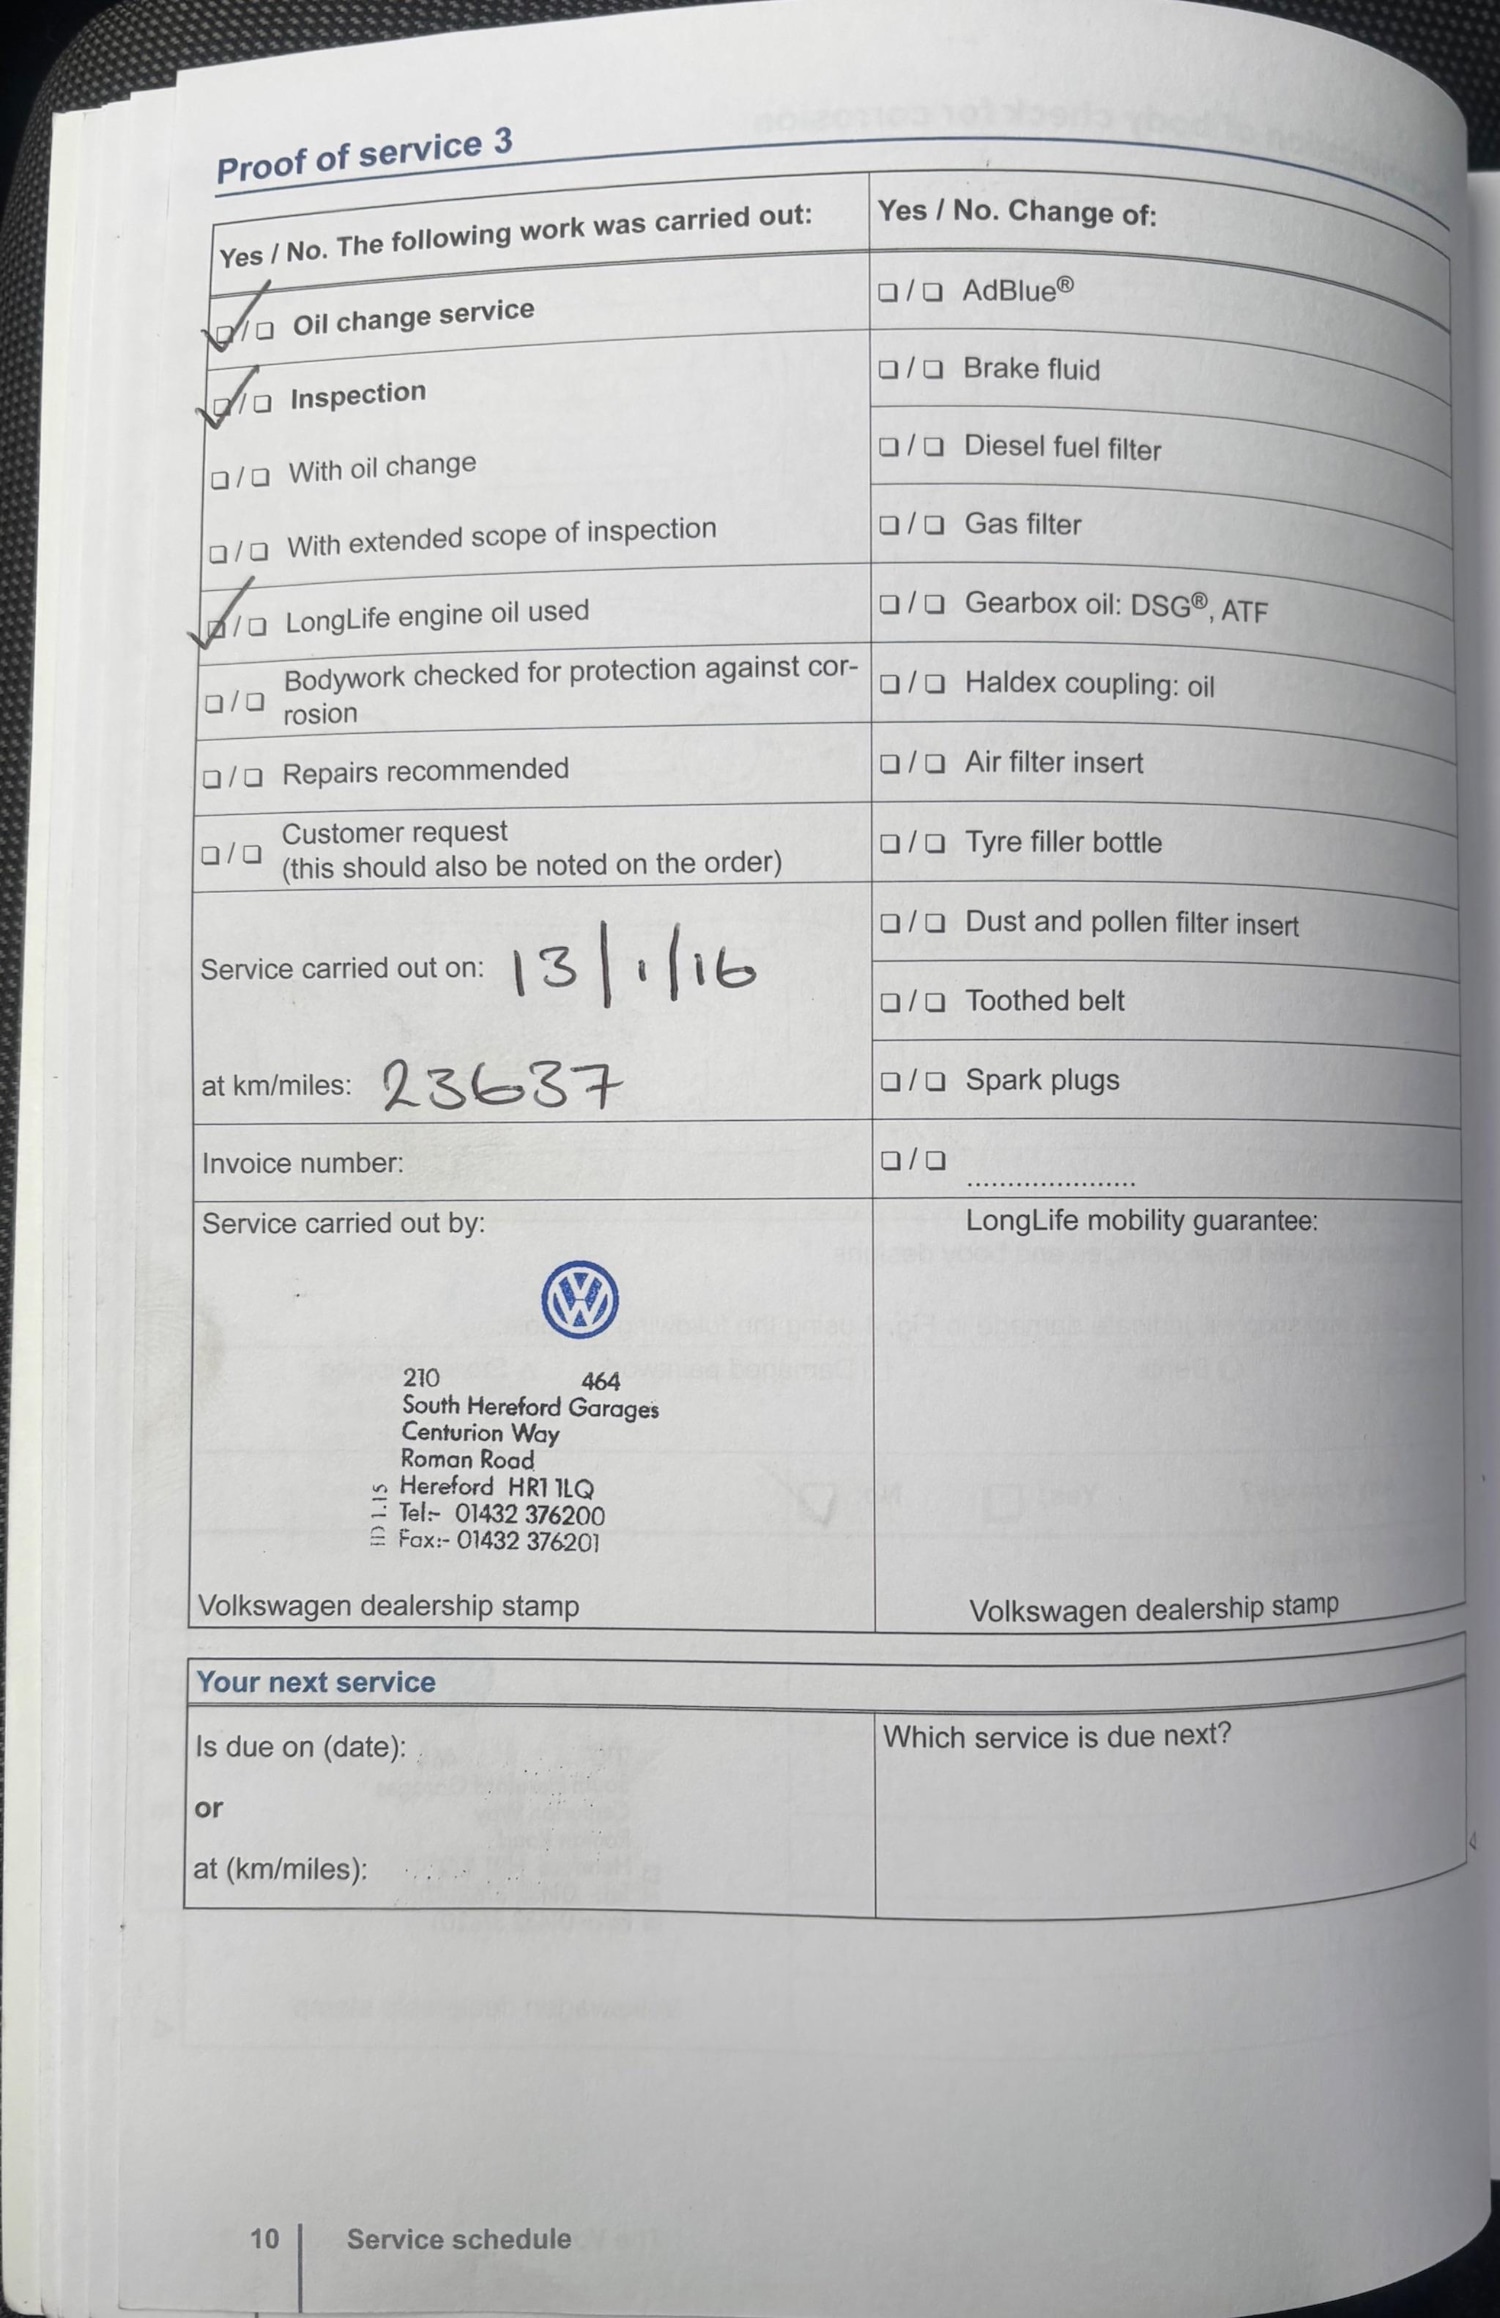 Proof of service 3
Yes / No. The following work was carried out:
☐/☐ Oil change service
☐/☐ Inspection
☐/☐ With oil change
☐/☐ With extended scope of inspection
☐/☐ LongLife engine oil used
☐/☐ Bodywork checked for protection against cor-
rosion
☐/☐ Repairs recommended
☐/☐ Customer request
(this should also be noted on the order)
Service carried out on: 13/1/16
at km/miles: 23637
Invoice number:
Service carried out by:
210 464
South Hereford Garages
Centurion Way
Roman Road
Hereford HR1 1LQ
Tel:- 01432 376200
Fax:- 01432 376201
Volkswagen dealership stamp
Yes / No. Change of:
☐/☐ AdBlue®
☐/☐ Brake fluid
☐/☐ Diesel fuel filter
☐/☐ Gas filter
☐/☐ Gearbox oil: DSG®, ATF
☐/☐ Haldex coupling: oil
☐/☐ Air filter insert
☐/☐ Tyre filler bottle
☐/☐ Dust and pollen filter insert
☐/☐ Toothed belt
☐/☐ Spark plugs
☐/☐ .....................
LongLife mobility guarantee:
Volkswagen dealership stamp
Your next service
Is due on (date):
or
at (km/miles):
Which service is due next?
10 Service schedule